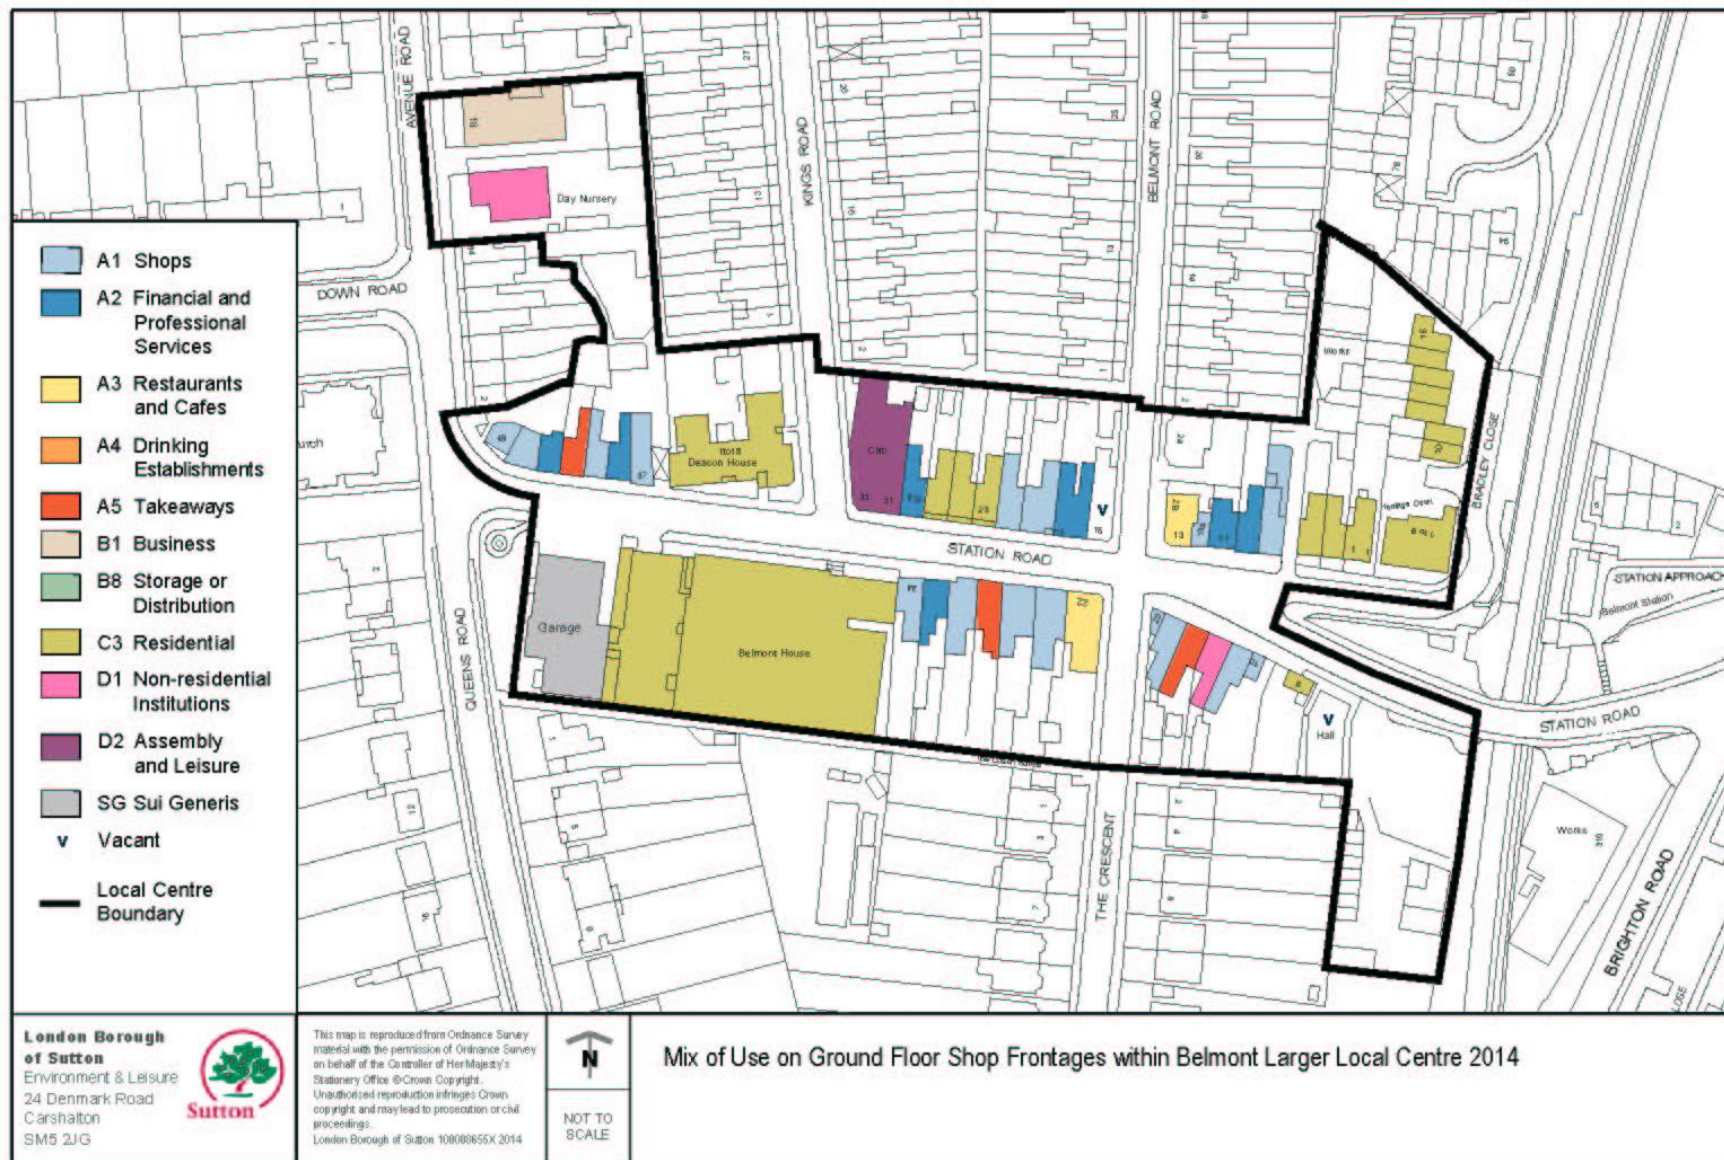 A1 Shops
A2 Financial and
Professional
Services
A3 Restaurants
and Cafes
A4 Drinking
Establishments
A5 Takeaways
B1 Business
B8 Storage or
Distribution
C3 Residential
D1 Non-residential
Institutions
D2 Assembly
and Leisure
SG Sui Generis
v Vacant
Local Centre
Boundary
AVENUE ROAD
DOWN ROAD
KINGS ROAD
BELMONT ROAD
BRADLEY CLOSE
QUEENS ROAD
THE CRESCENT
BRIGHTON ROAD
STATION ROAD
STATION ROAD
STATION APPROACH
Belmont Station
Day Nursery
Deacon House
Club
Works
Garage
Belmont House
V
V
Hall
Works
London Borough
of Sutton
Environment & Leisure
24 Denmark Road
Carshalton
SM5 2JG
Sutton
This map is reproduced from Ordnance Survey
material with the permission of Ordnance Survey
on behalf of the Controller of Her Majesty's
Stationery Office © Crown Copyright.
Unauthorised reproduction infringes Crown
copyright and may lead to prosecution or civil
proceedings.
London Borough of Sutton 100008655X 2014
N
NOT TO
SCALE
Mix of Use on Ground Floor Shop Frontages within Belmont Larger Local Centre 2014